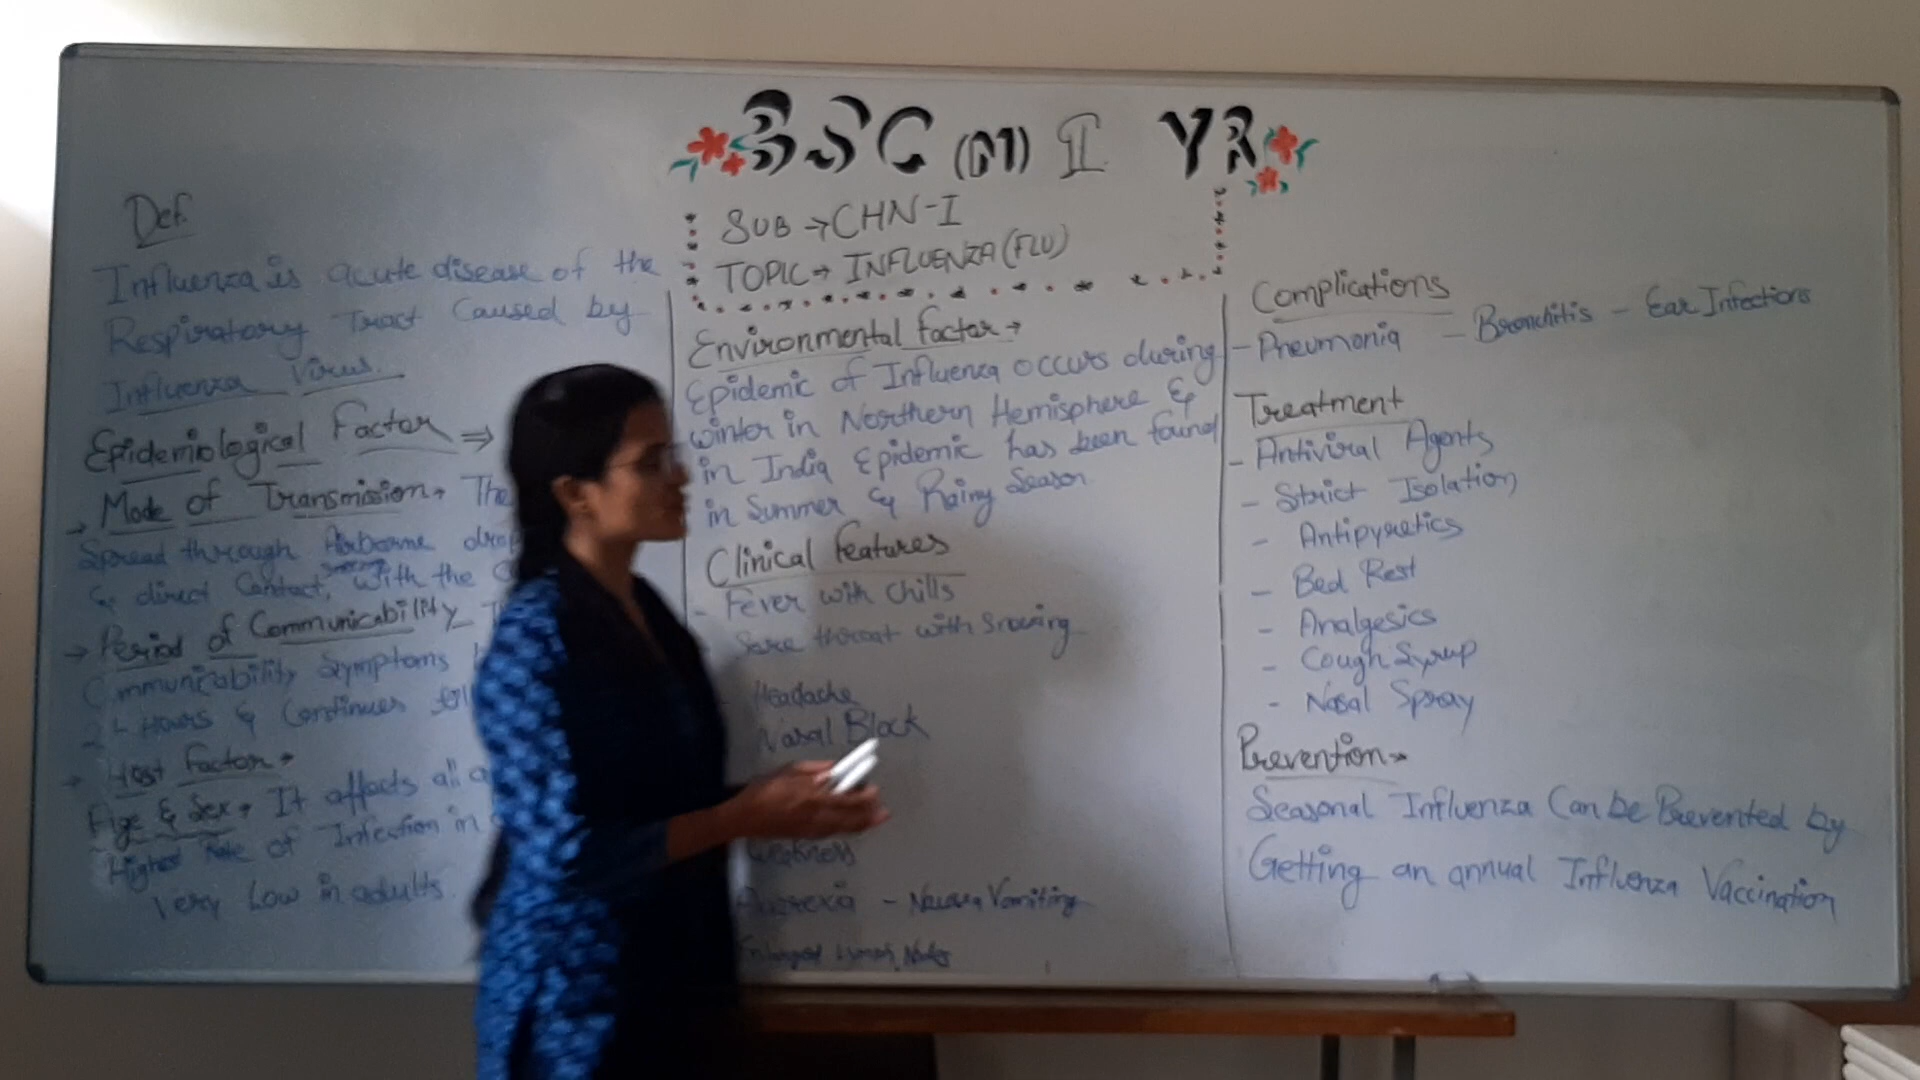 BSC (N) II YR
SUB → CHN-I
TOPIC → INFLUENZA (FLU)
Def.
Influenza is acute disease of the
Respiratory Tract Caused by
Influenza Virus.
Epidemiological Factor ⇒
→ Mode of Transmission → The
Spread through Airborne
& direct Contact, with the
→ Period of Communicability
Communicability Symptoms
24 Hours & Continues
→ Host Factor →
Age & Sex → It affects all
Highest Rate of Infection in
Very Low in adults.
Environmental Factor →
Epidemic of Influenza occurs during
winter in Northern Hemisphere &
in India Epidemic has been found
in Summer & Rainy Season.
Clinical Features
- Fever with chills
Sore throat with
Headache
Nasal Block
Weakness
- Nausea Vomiting
Enlarged Lymph Nodes
Complications
- Pneumonia - Bronchitis - Ear Infections
Treatment
- Antiviral Agents
- Strict Isolation
- Antipyretics
- Bed Rest
- Analgesics
- Cough Syrup
- Nasal Spray
Prevention →
Seasonal Influenza Can be Prevented by
Getting an annual Influenza Vaccination